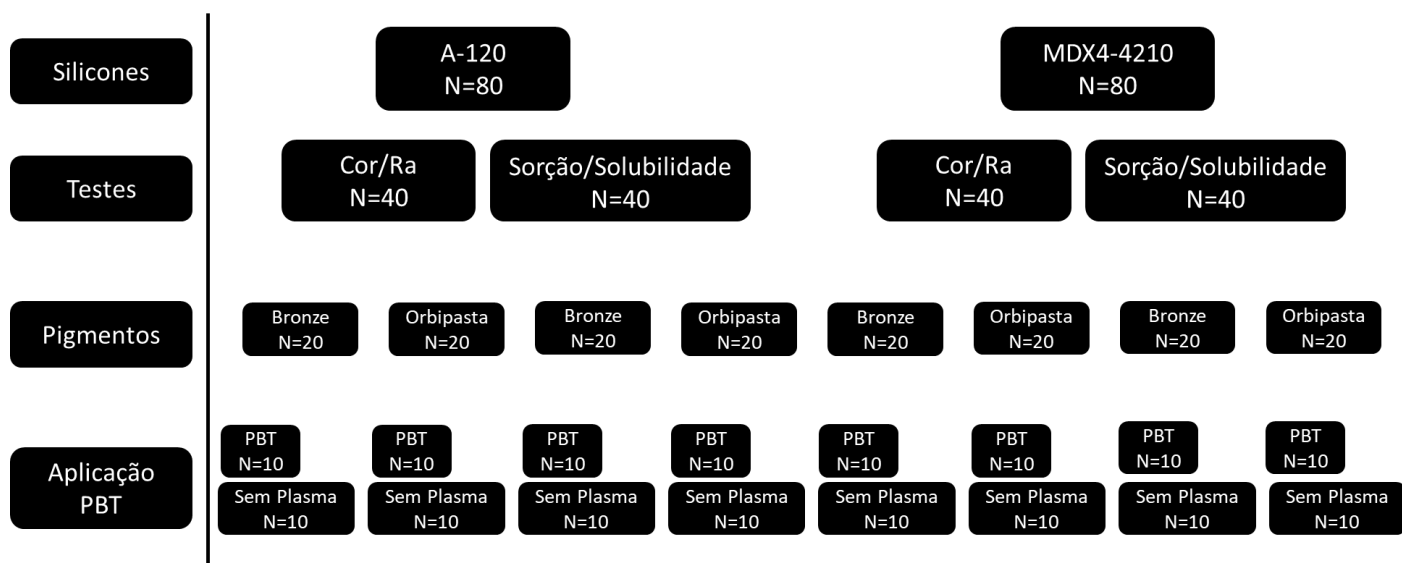 Silicones
A-120
N=80
MDX4-4210
N=80
Testes
Cor/Ra
N=40
Sorção/Solubilidade
N=40
Cor/Ra
N=40
Sorção/Solubilidade
N=40
Pigmentos
Bronze
N=20
Orbipasta
N=20
Bronze
N=20
Orbipasta
N=20
Bronze
N=20
Orbipasta
N=20
Bronze
N=20
Orbipasta
N=20
Aplicação
PBT
PBT
N=10
PBT
N=10
PBT
N=10
PBT
N=10
PBT
N=10
PBT
N=10
PBT
N=10
PBT
N=10
Sem Plasma
N=10
Sem Plasma
N=10
Sem Plasma
N=10
Sem Plasma
N=10
Sem Plasma
N=10
Sem Plasma
N=10
Sem Plasma
N=10
Sem Plasma
N=10